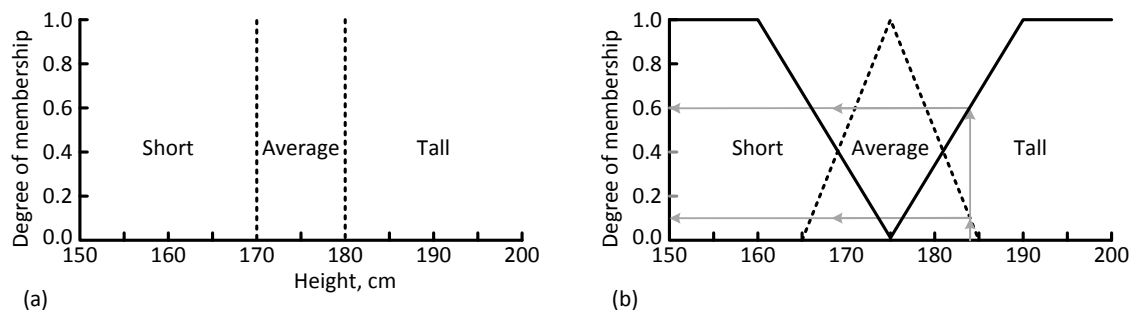 Degree of membership
1.0
0.8
0.6
0.4
0.2
0.0
Short
Average
Tall
150 160 170 180 190 200
Height, cm
(a)
Degree of membership
1.0
0.8
0.6
0.4
0.2
0.0
Short
Average
Tall
150 160 170 180 190 200
(b)